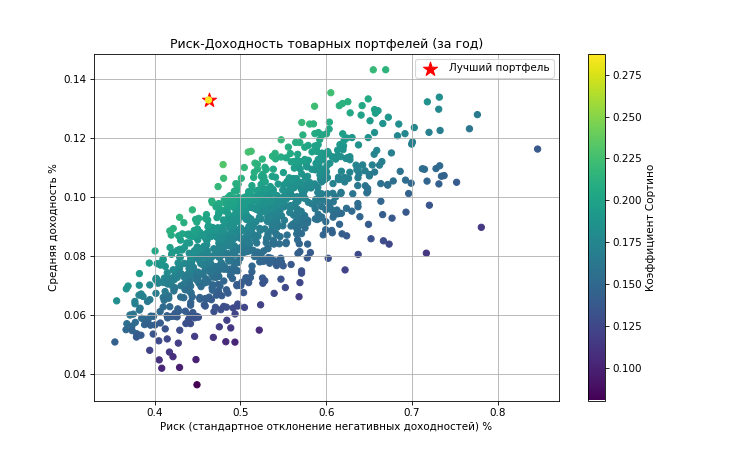 Риск-Доходность товарных портфелей (за год)
Лучший портфель
0.14
0.12
0.10
0.08
0.06
0.04
Средняя доходность %
0.4 0.5 0.6 0.7 0.8
Риск (стандартное отклонение негативных доходностей) %
0.275
0.250
0.225
0.200
0.175
0.150
0.125
0.100
Коэффициент Сортино